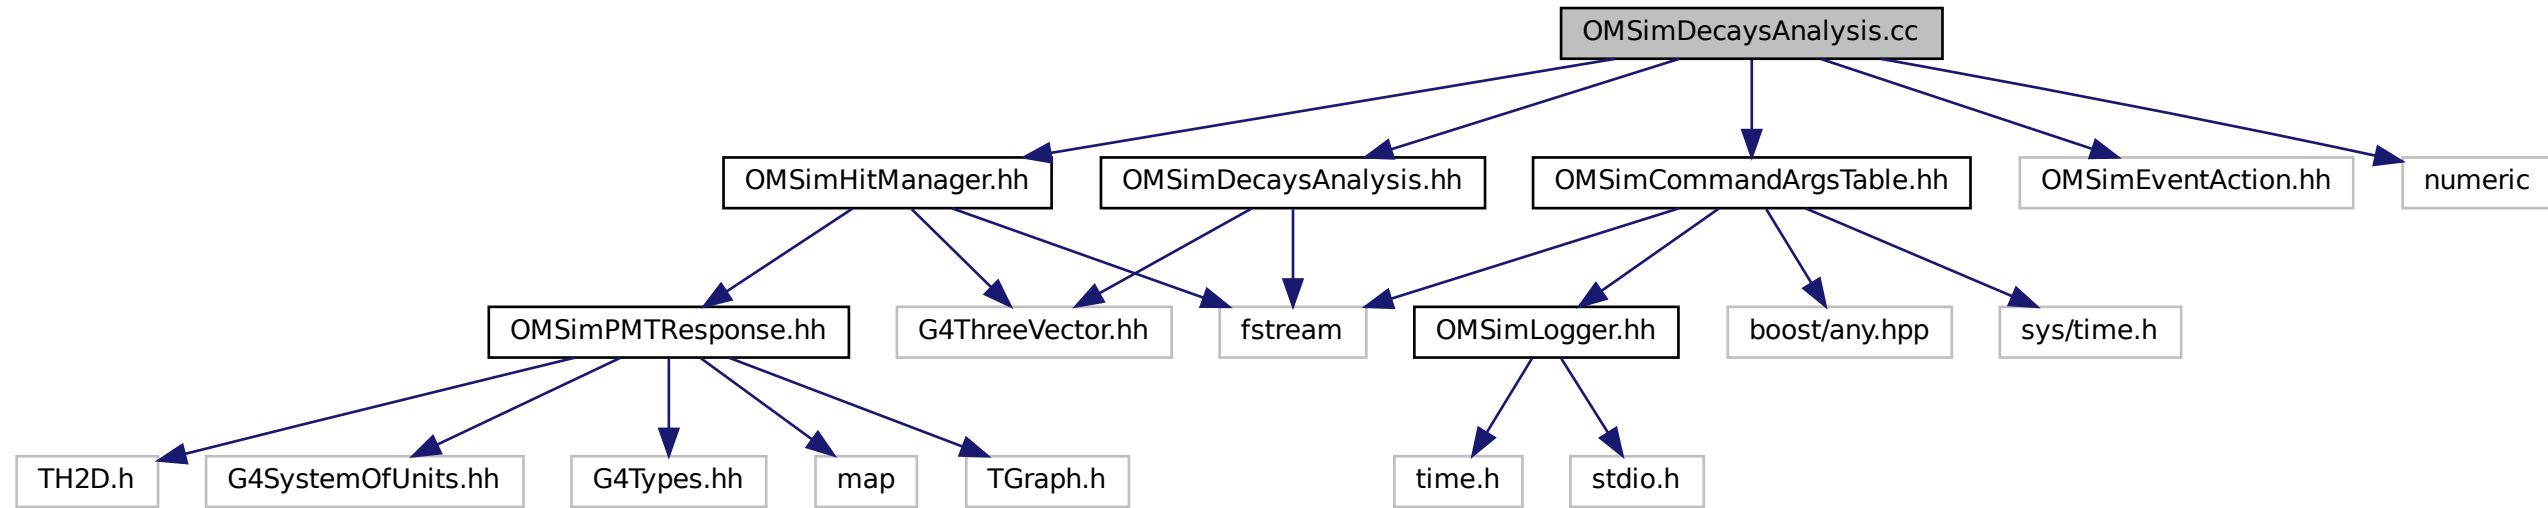 OMSimDecaysAnalysis.cc
OMSimHitManager.hh
OMSimDecaysAnalysis.hh
OMSimCommandArgsTable.hh
OMSimEventAction.hh
numeric
OMSimPMTResponse.hh
G4ThreeVector.hh
fstream
OMSimLogger.hh
boost/any.hpp
sys/time.h
TH2D.h
G4SystemOfUnits.hh
G4Types.hh
map
TGraph.h
time.h
stdio.h